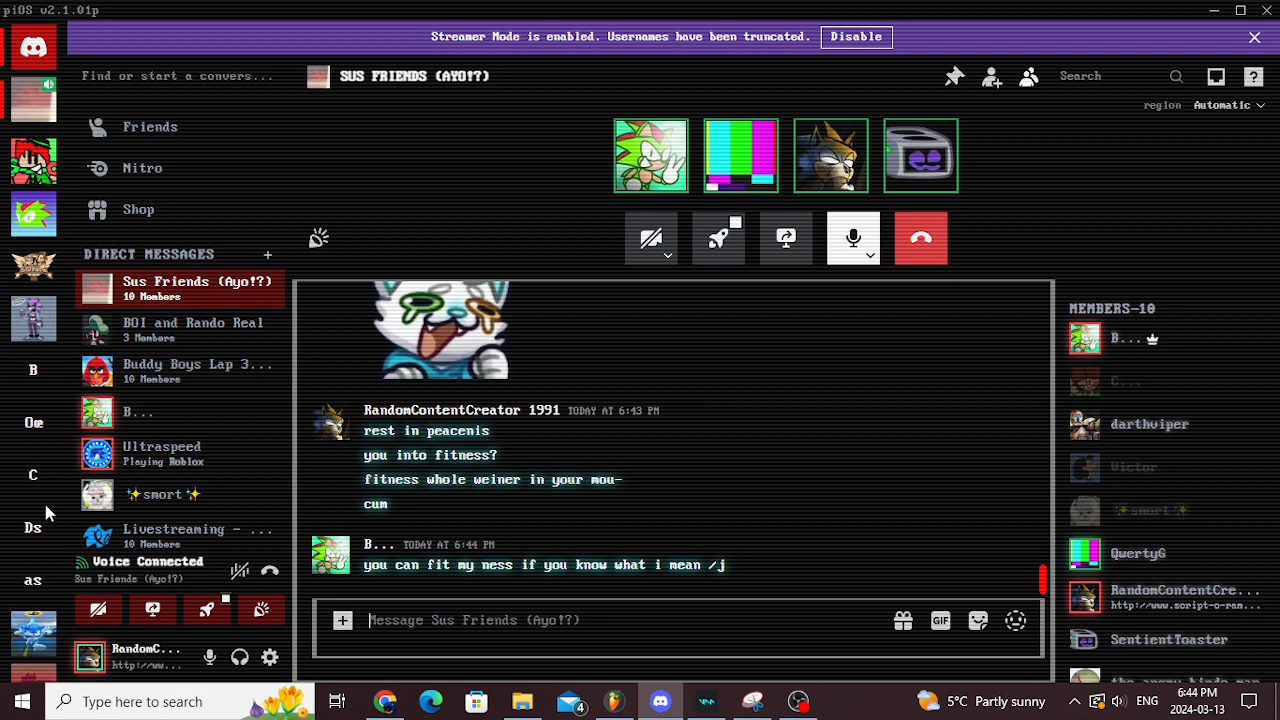 piOS v2.1.01p
Streamer Mode is enabled. Usernames have been truncated. Disable
Find or start a convers...
SUS FRIENDS (AYO!?)
Search
region Automatic
Friends
Nitro
Shop
DIRECT MESSAGES +
Sus Friends (Ayo!?)
10 Members
BOI and Rando Real
3 Members
Buddy Boys Lap 3...
10 Members
B...
Ultraspeed
Playing Roblox
✨smort✨
Livestreaming - ...
10 Members
B
C
Ds
as
Voice Connected
Sus Friends (Ayo!?)
RandomC...
http://ww...
RandomContentCreator 1991 TODAY AT 6:43 PM
rest in peacenis
you into fitness?
fitness whole weiner in your mou-
cum
B... TODAY AT 6:44 PM
can fit my ness if you know what i mean /j
Message Sus Friends (Ayo!?)
GIF
MEMBERS-10
B...
C...
darthviper
Victor
✨smort✨
QwertyG
RandomContentCre...
http://www.script-o-ran...
SentientToaster
the angry birdo man
Type here to search
4
5°C Partly sunny
ENG
6:44 PM
2024-03-13